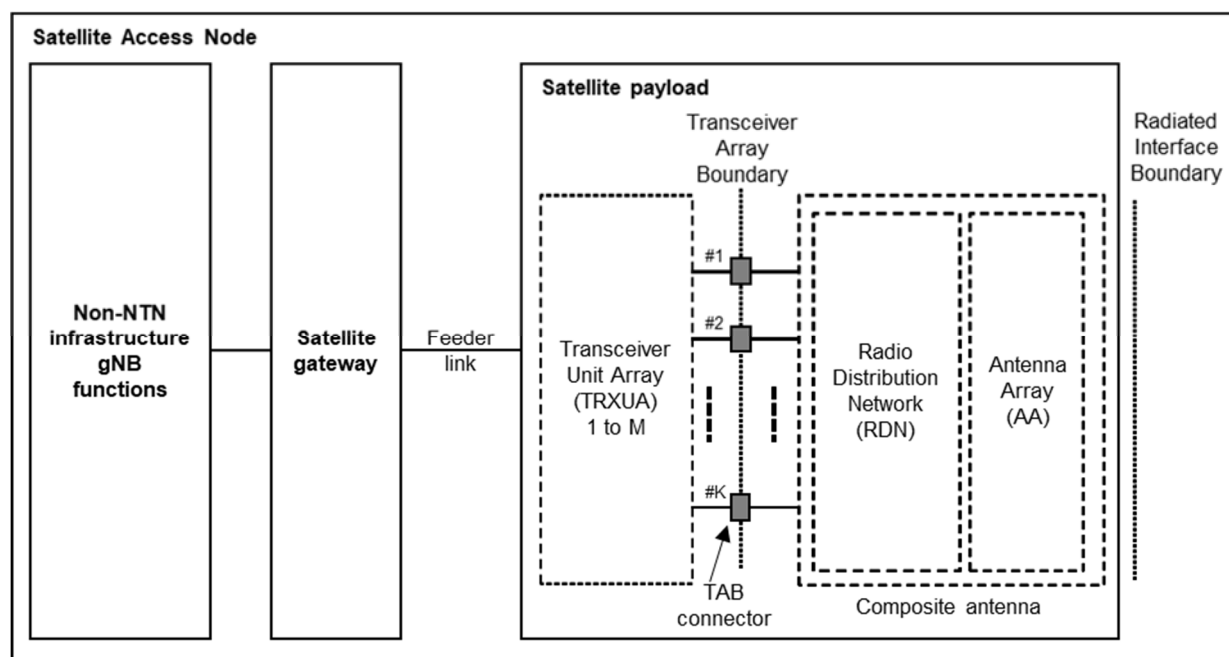 Satellite Access Node
Non-NTN
infrastructure
gNB
functions
Satellite
gateway
Feeder
link
Satellite payload
Transceiver
Array
Boundary
Transceiver
Unit Array
(TRXUA)
1 to M
#1
#2
#K
TAB
connector
Radio
Distribution
Network
(RDN)
Antenna
Array
(AA)
Composite antenna
Radiated
Interface
Boundary